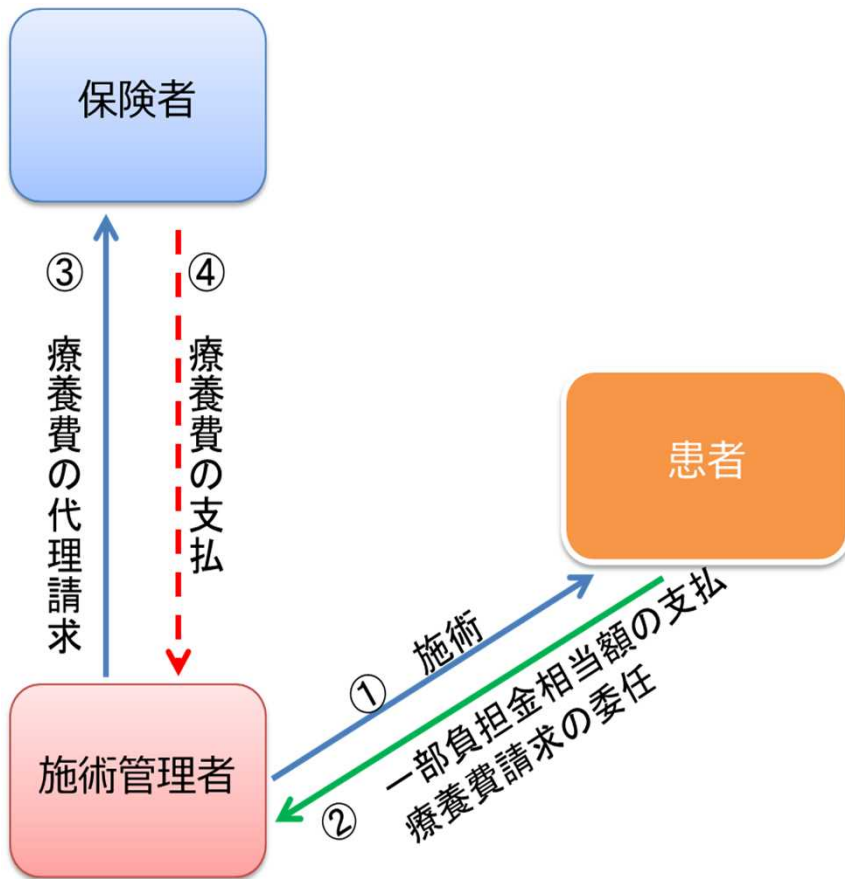 保険者
③ 療養費の代理請求
④ 療養費の支払
患者
① 施術
② 一部負担金相当額の支払
療養費請求の委任
施術管理者